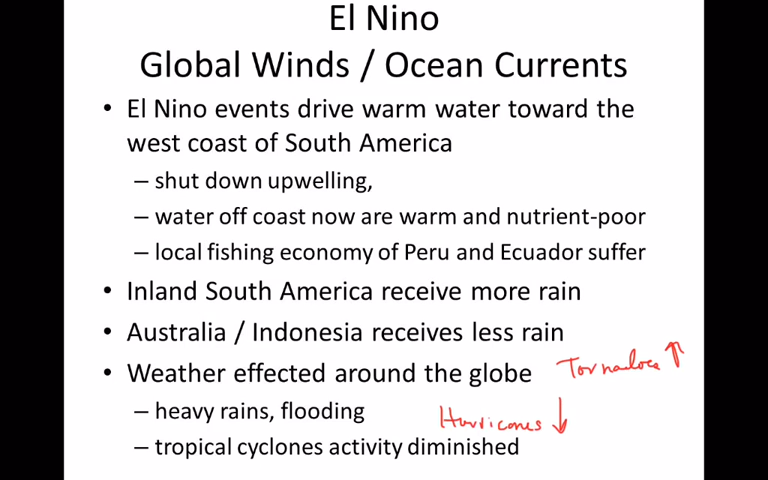 El Nino
Global Winds / Ocean Currents
• El Nino events drive warm water toward the
west coast of South America
– shut down upwelling,
– water off coast now are warm and nutrient-poor
– local fishing economy of Peru and Ecuador suffer
• Inland South America receive more rain
• Australia / Indonesia receives less rain
• Weather effected around the globe Tornadoes ↑
– heavy rains, flooding Hurricanes ↓
– tropical cyclones activity diminished